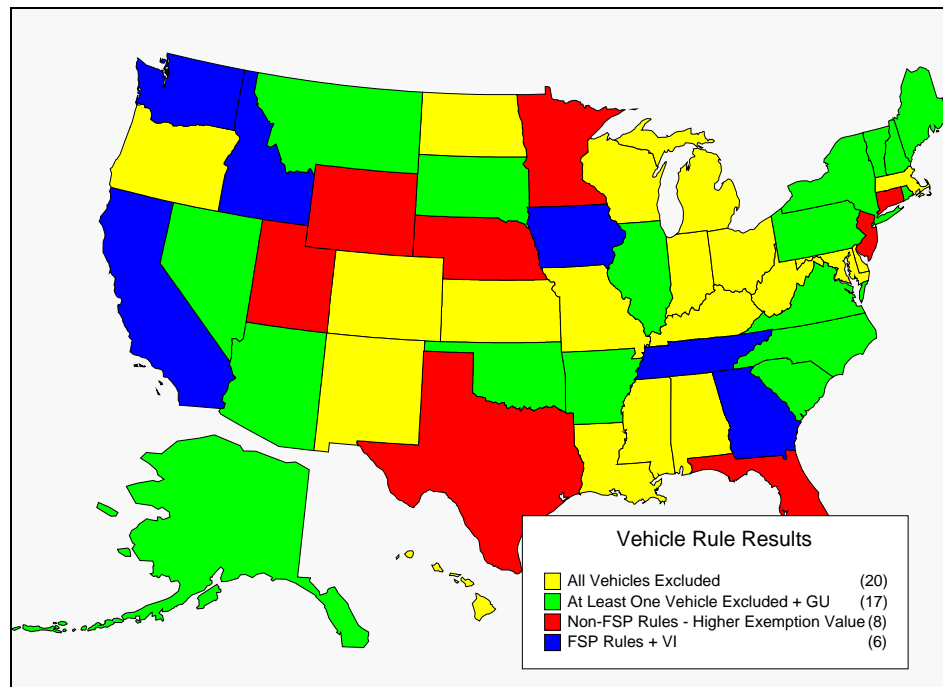 Vehicle Rule Results
All Vehicles Excluded (20)
At Least One Vehicle Excluded + GU (17)
Non-FSP Rules - Higher Exemption Value (8)
FSP Rules + VI (6)